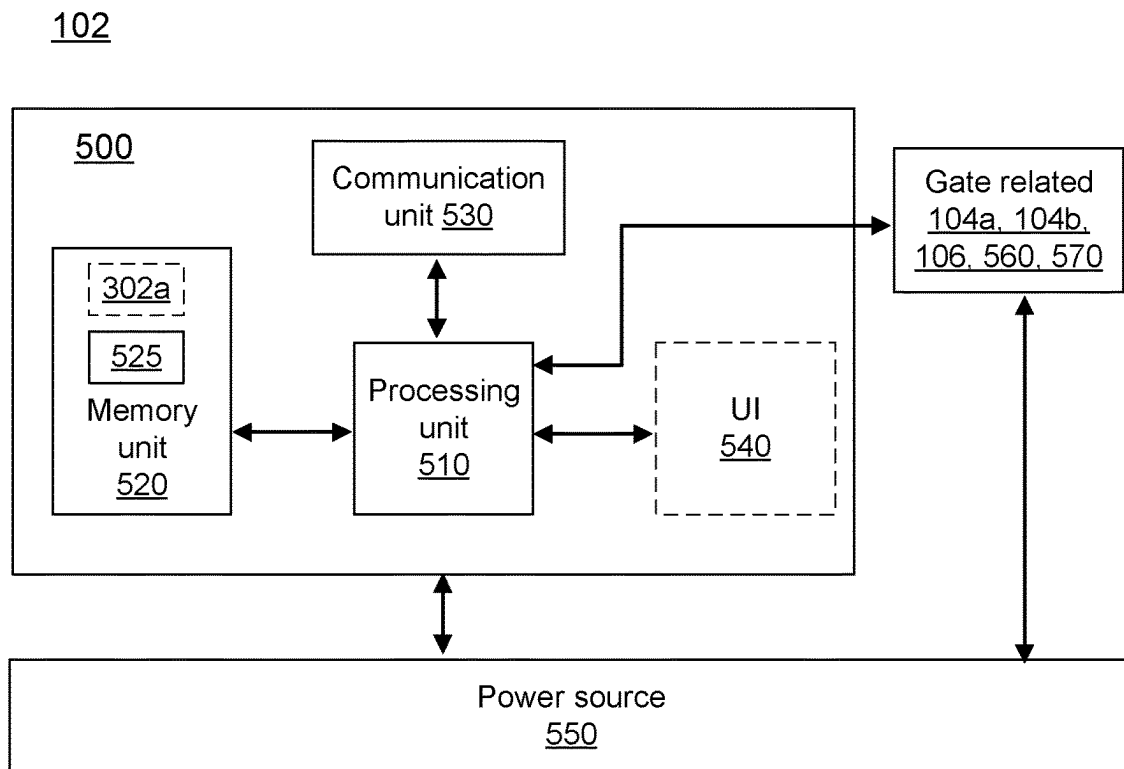 102
500
Communication
unit 530
Gate related
104a, 104b,
106, 560, 570
302a
525
Memory
unit
520
Processing
unit
510
UI
540
Power source
550